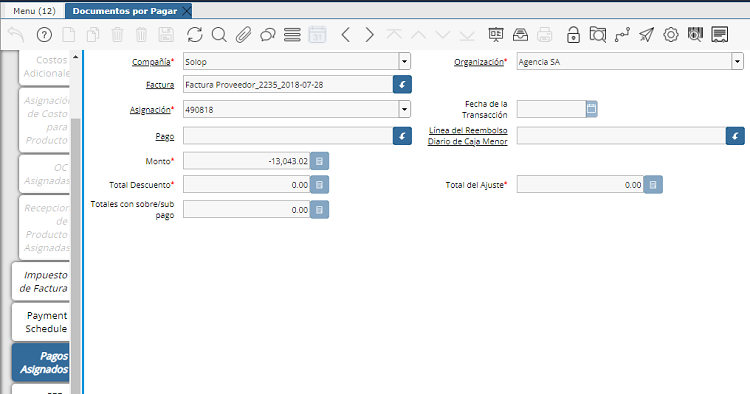 Menu (12)
Documentos por Pagar
Costos
Adicionale
Asignación
de Costo
para
Producto
OC
Asignadas
Recepcion
de
Producto
Asignadas
Impuesto
de Factura
Payment
Schedule
Pagos
Asignados
Compañía* Solop
Organización* Agencia SA
Factura Factura Proveedor_2235_2018-07-28
Asignación* 490818
Fecha de la
Transacción
Pago
Línea del Reembolso
Diario de Caja Menor
Monto* -13,043.02
Total Descuento* 0.00
Total del Ajuste* 0.00
Totales con sobre/sub
pago 0.00